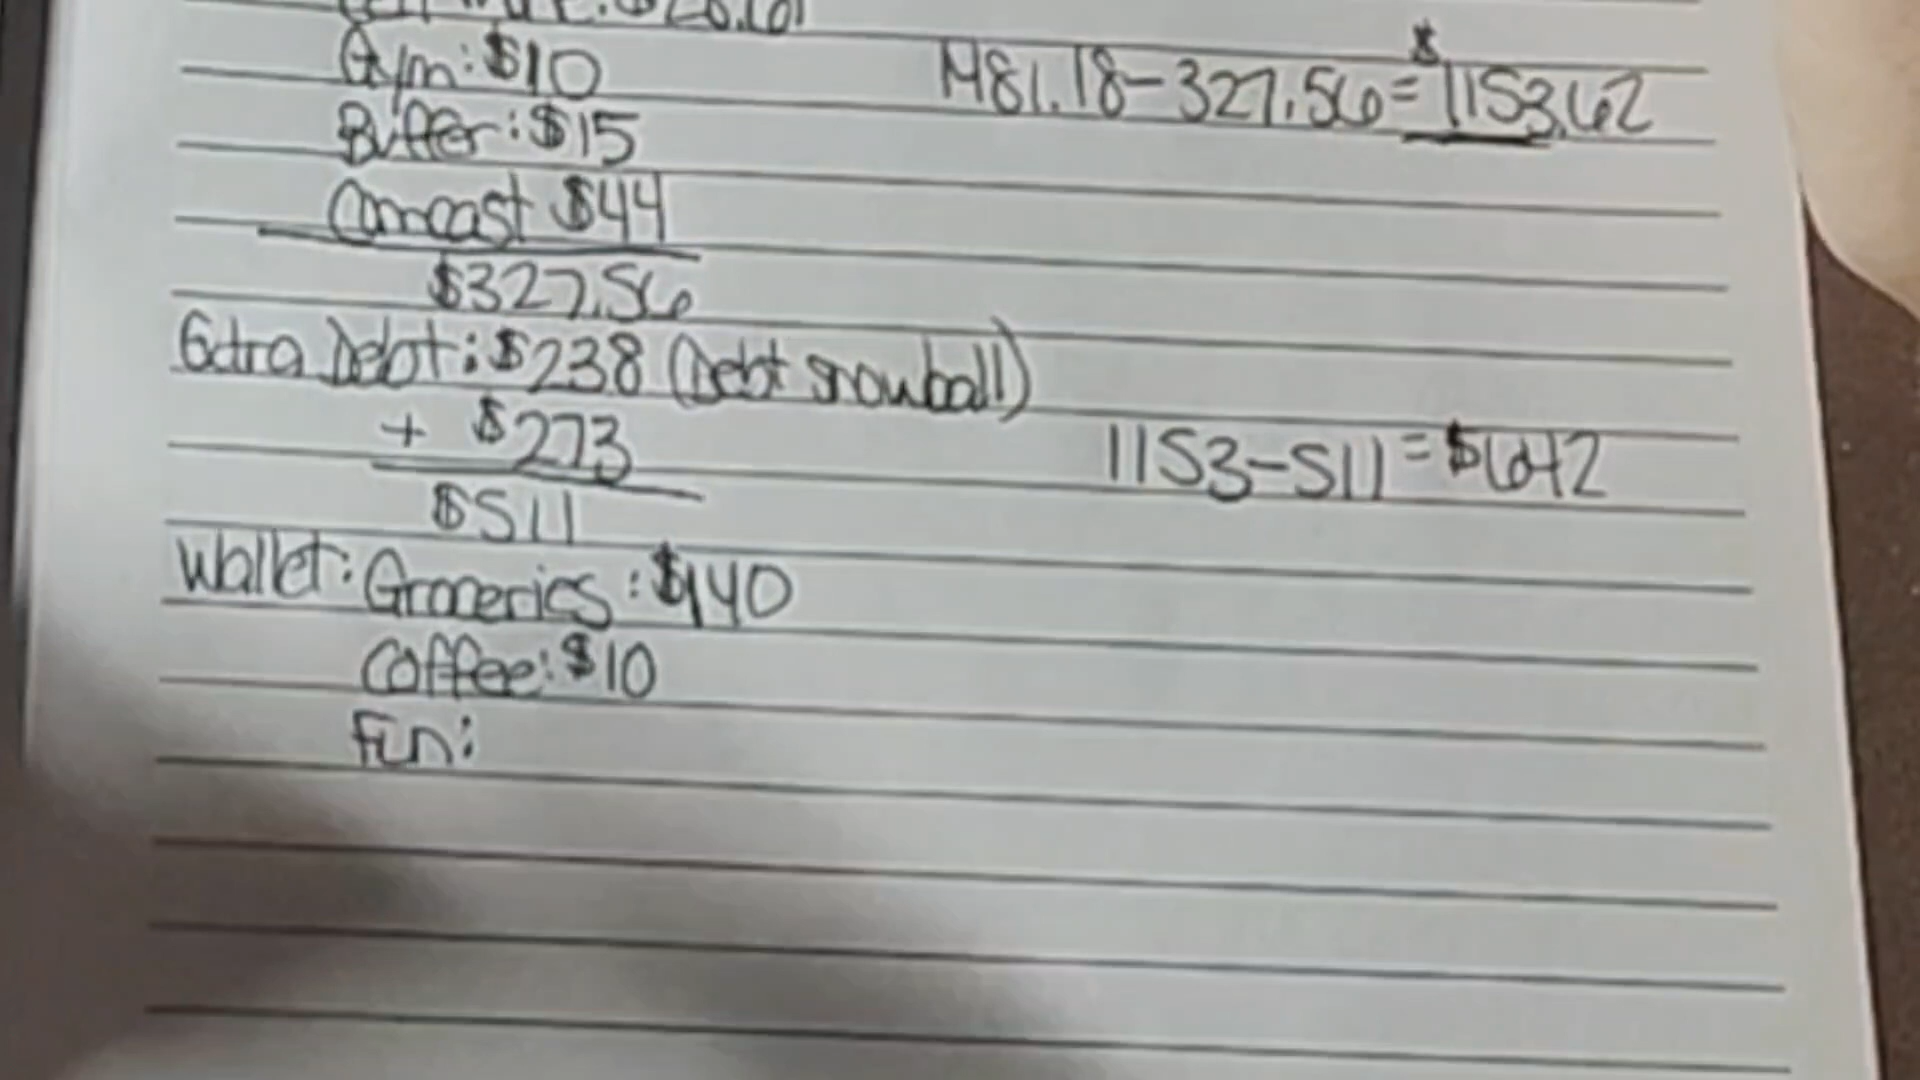 Gym: $10
1481.18-327.56=$1153.62
Buffer: $15
Comcast $44
$327.56
Extra Debt: $238 (Debt snowball)
+ $273
1153-511=$642
$511
Wallet: Groceries: $140
Coffee: $10
Fun: